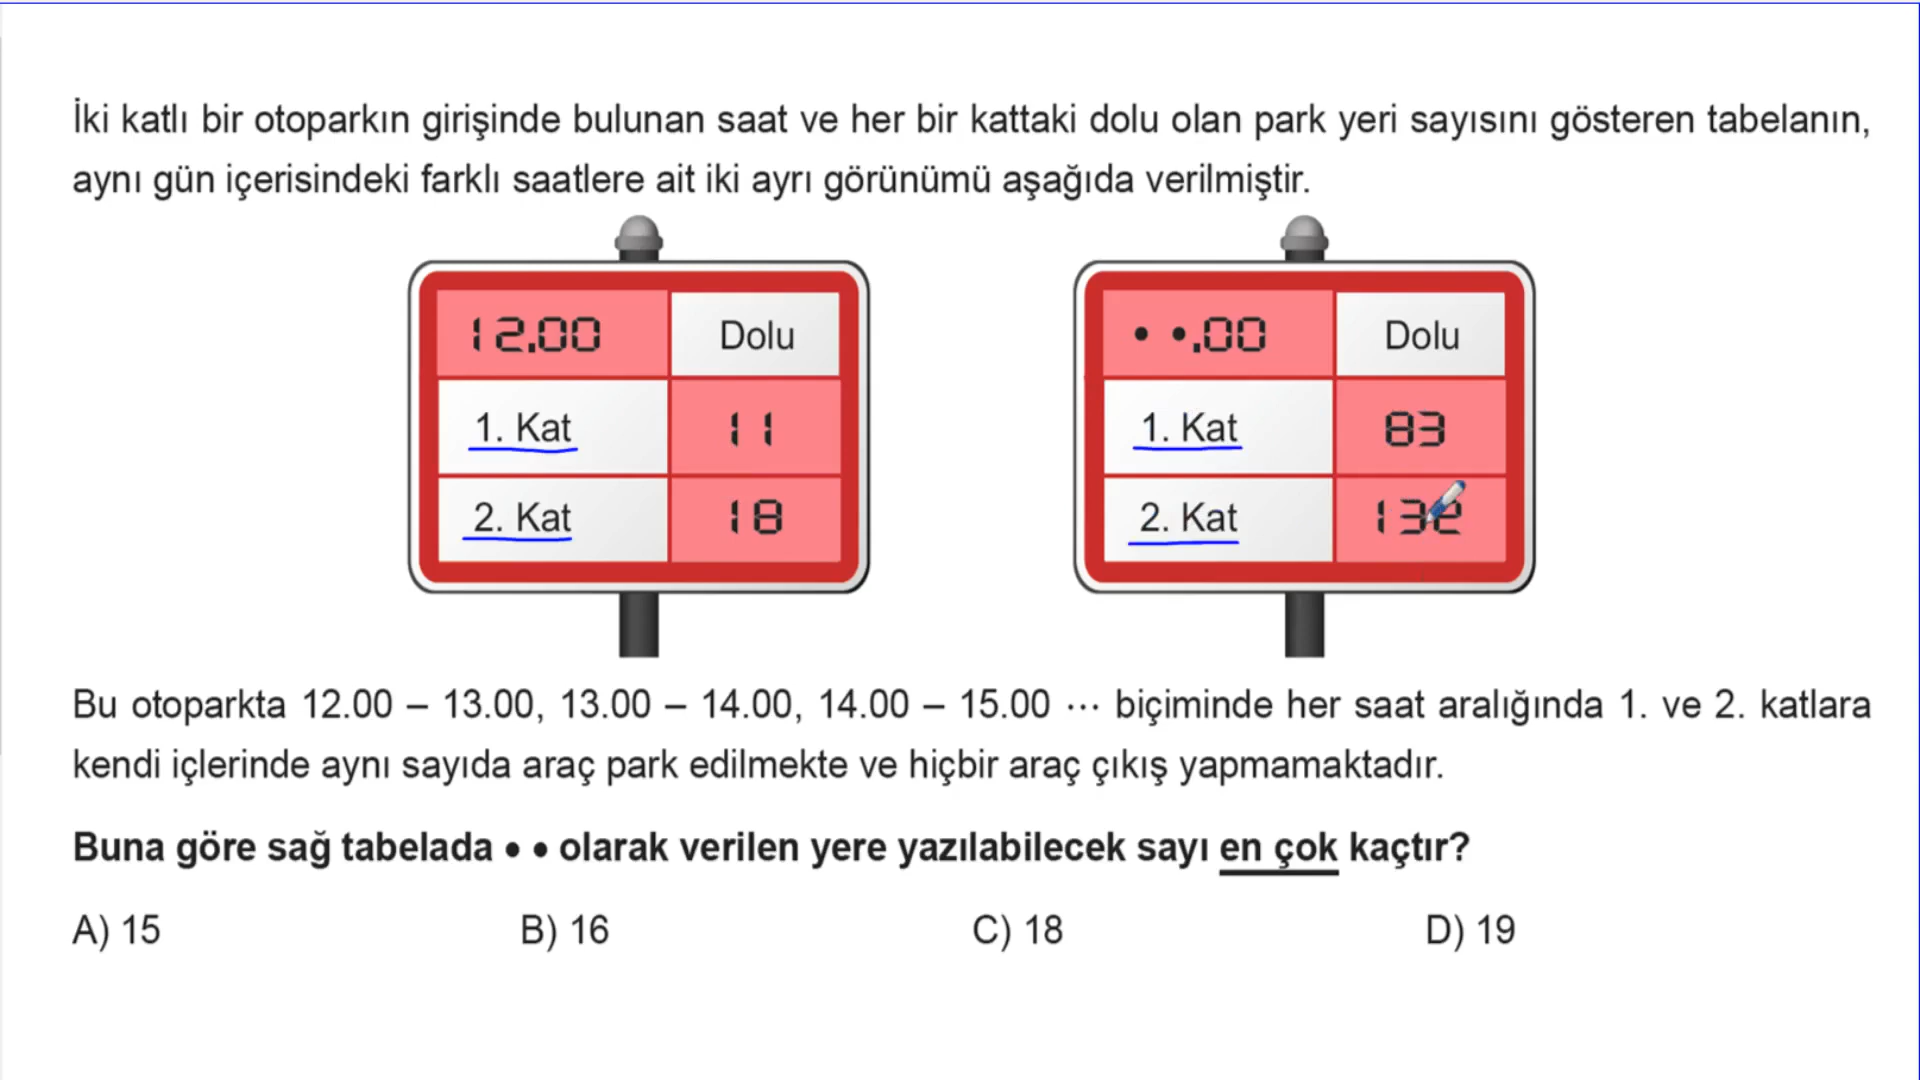 İki katlı bir otoparkın girişinde bulunan saat ve her bir kattaki dolu olan park yeri sayısını gösteren tabelanın,
aynı gün içerisindeki farklı saatlere ait iki ayrı görünümü aşağıda verilmiştir.
12.00 Dolu
1. Kat 11
2. Kat 18
• •.00 Dolu
1. Kat 83
2. Kat 132
Bu otoparkta 12.00 – 13.00, 13.00 – 14.00, 14.00 – 15.00 ··· biçiminde her saat aralığında 1. ve 2. katlara
kendi içlerinde aynı sayıda araç park edilmekte ve hiçbir araç çıkış yapmamaktadır.
Buna göre sağ tabelada • • olarak verilen yere yazılabilecek sayı en çok kaçtır?
A) 15 B) 16 C) 18 D) 19